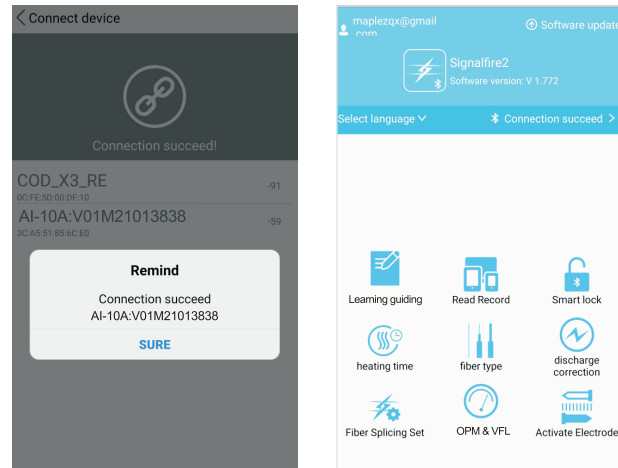 Connect device
Connection succeed!
COD_X3_RE
-91
0C:FE:5D:00:DF:10
AI-10A:V01M21013838
-59
3C:A5:51:85:6C:E0
Remind
Connection succeed
AI-10A:V01M21013838
SURE
maplezqx@gmail
.com
Software update
Signalfire2
Software version: V 1.772
Select language
Connection succeed
Learning guiding
Read Record
Smart lock
heating time
fiber type
discharge
correction
Fiber Splicing Set
OPM & VFL
Activate Electrode